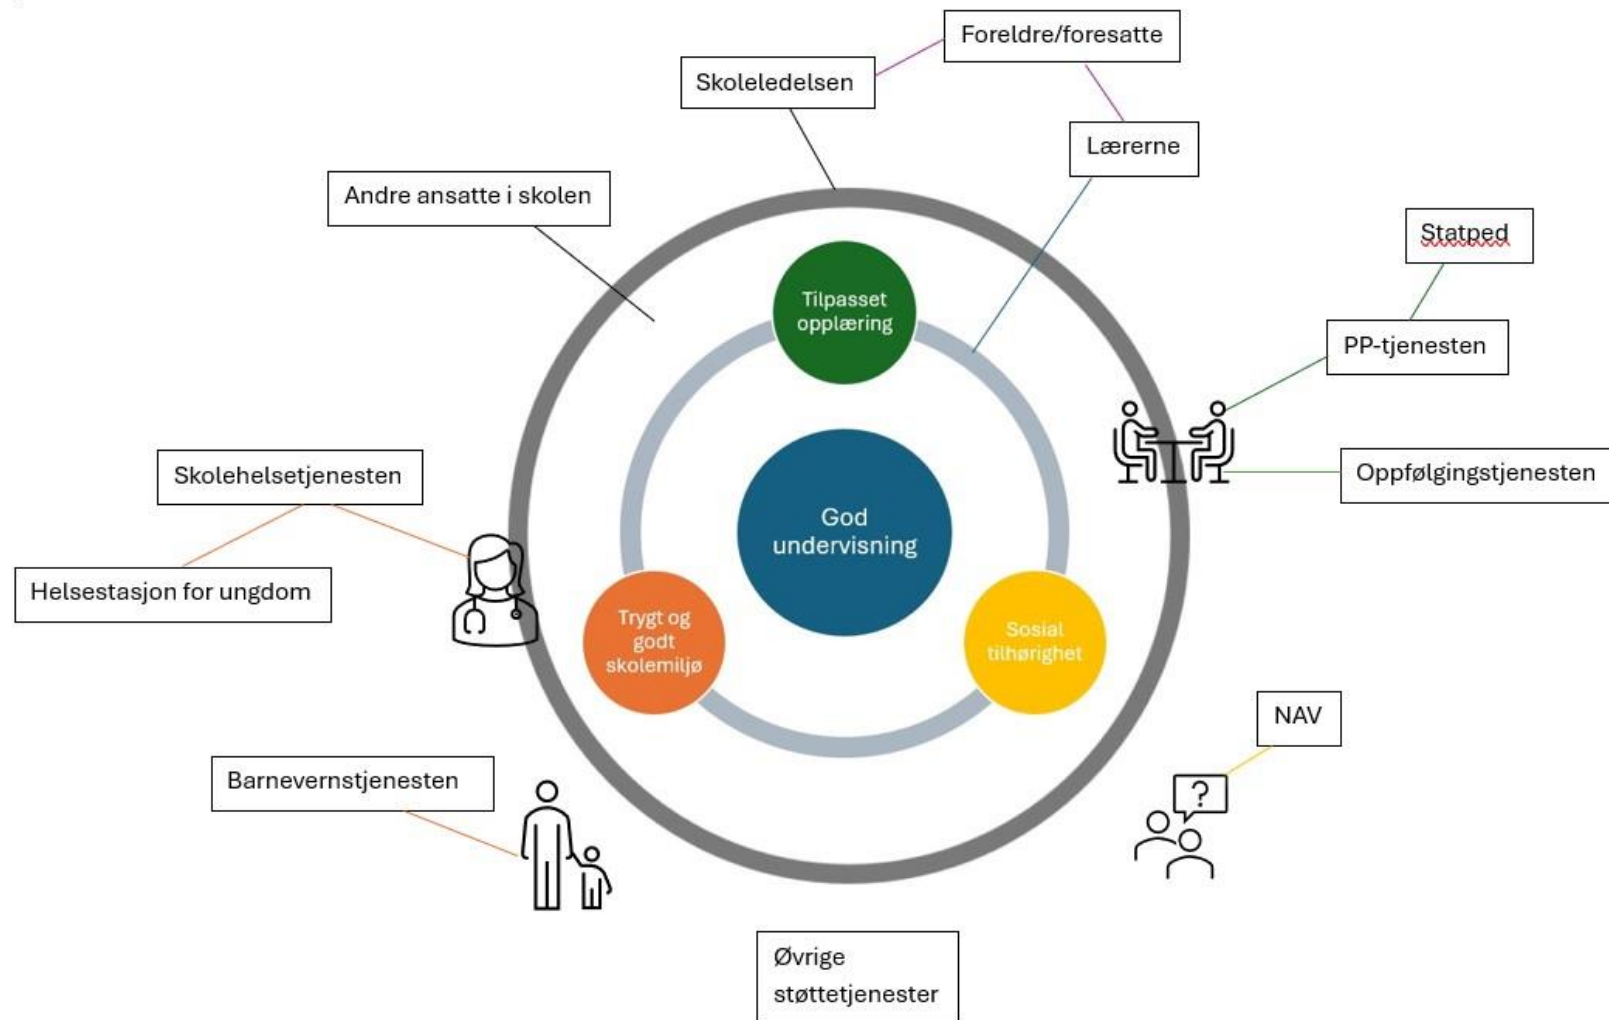 Foreldre/foresatte
Skoleledelsen
Lærerne
Andre ansatte i skolen
Statped
Tilpasset
opplæring
PP-tjenesten
Skolehelsetjenesten
Oppfølgingstjenesten
God
undervisning
Helsestasjon for ungdom
Trygt og
godt
skolemiljø
Sosial
tilhørighet
NAV
Barnevernstjenesten
?
Øvrige
støttetjenester